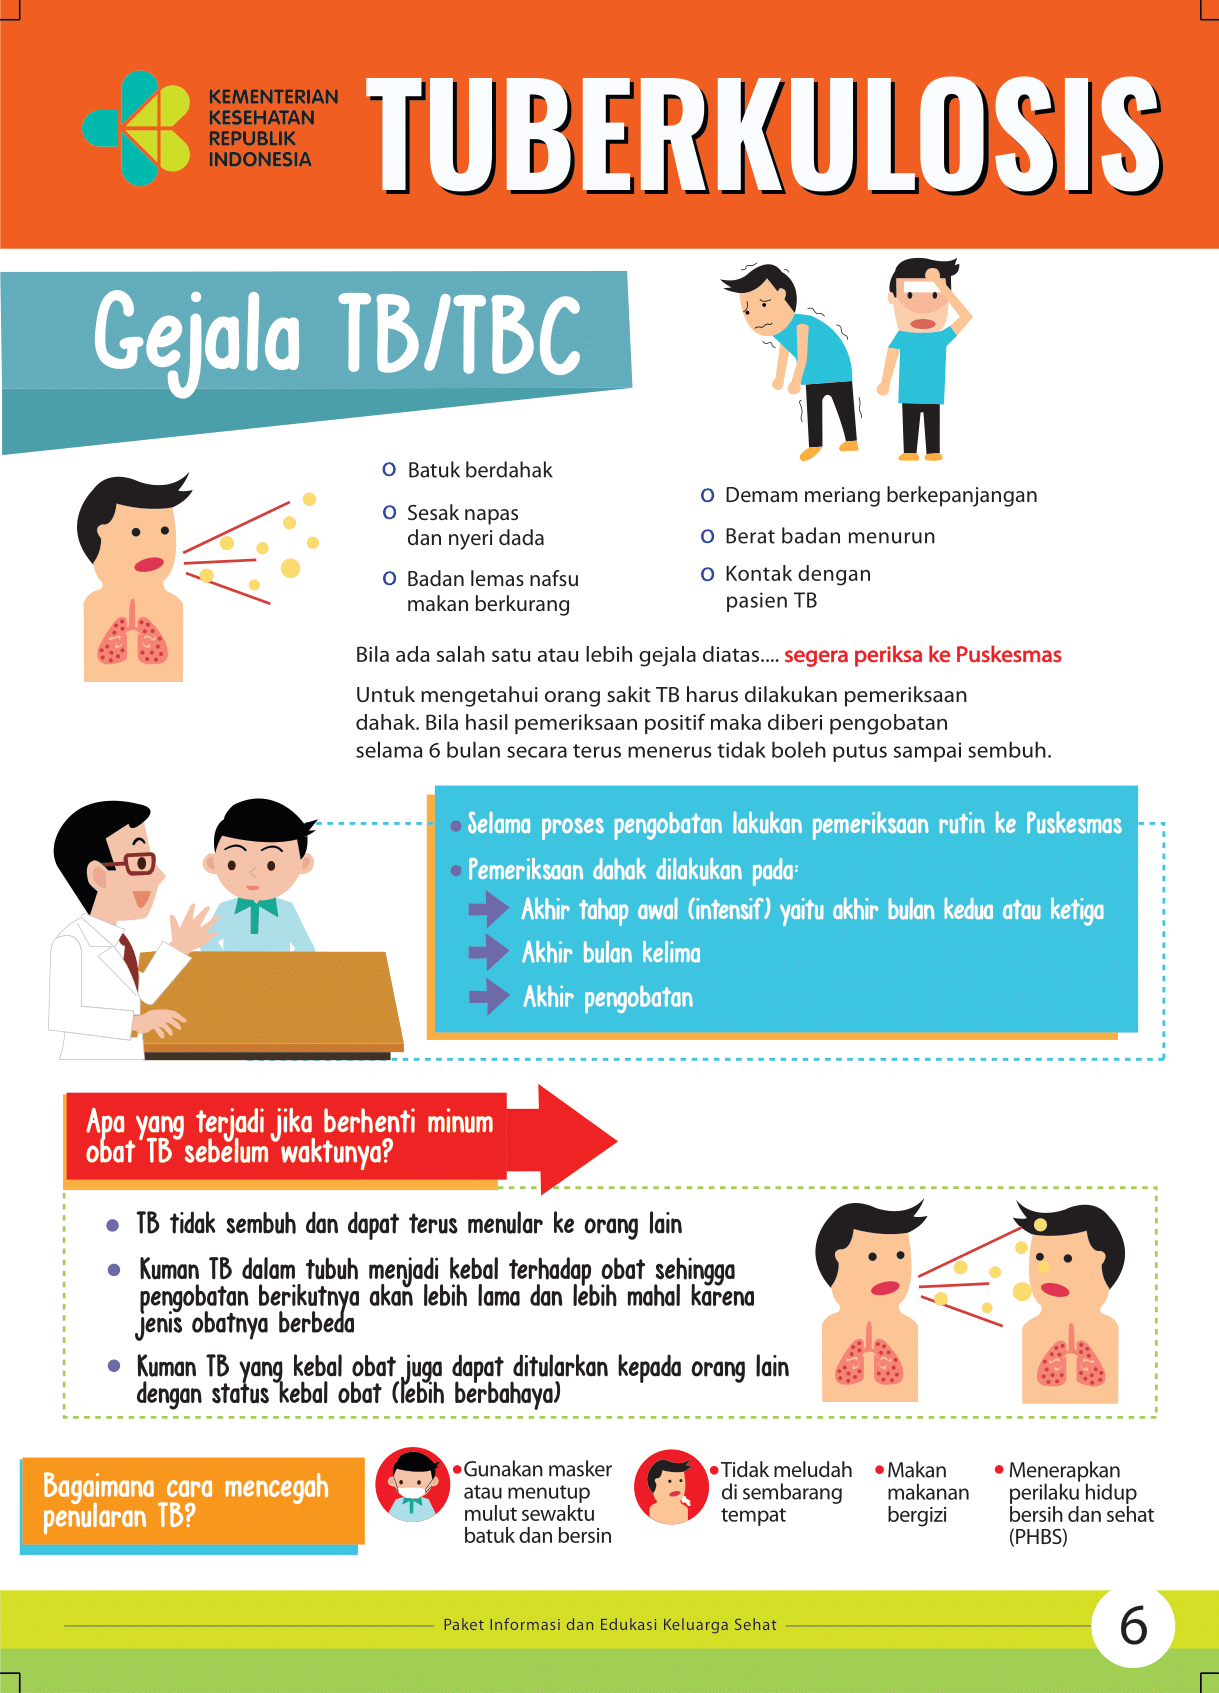 KEMENTERIAN
KESEHATAN
REPUBLIK
INDONESIA
TUBERKULOSIS
Gejala TB/TBC
o Batuk berdahak
o Sesak napas
dan nyeri dada
o Badan lemas nafsu
makan berkurang
o Demam meriang berkepanjangan
o Berat badan menurun
o Kontak dengan
pasien TB
Bila ada salah satu atau lebih gejala diatas.... segera periksa ke Puskesmas
Untuk mengetahui orang sakit TB harus dilakukan pemeriksaan
dahak. Bila hasil pemeriksaan positif maka diberi pengobatan
selama 6 bulan secara terus menerus tidak boleh putus sampai sembuh.
• Selama proses pengobatan lakukan pemeriksaan rutin ke Puskesmas
• Pemeriksaan dahak dilakukan pada:
Akhir tahap awal (intensif) yaitu akhir bulan kedua atau ketiga
Akhir bulan kelima
Akhir pengobatan
Apa yang terjadi jika berhenti minum
obat TB sebelum waktunya?
• TB tidak sembuh dan dapat terus menular ke orang lain
• Kuman TB dalam tubuh menjadi kebal terhadap obat sehingga
pengobatan berikutnya akan lebih lama dan lebih mahal karena
jenis obatnya berbeda
• Kuman TB yang kebal obat juga dapat ditularkan kepada orang lain
dengan status kebal obat (lebih berbahaya)
Bagaimana cara mencegah
penularan TB?
• Gunakan masker
atau menutup
mulut sewaktu
batuk dan bersin
• Tidak meludah
di sembarang
tempat
• Makan
makanan
bergizi
• Menerapkan
perilaku hidup
bersih dan sehat
(PHBS)
Paket Informasi dan Edukasi Keluarga Sehat
6